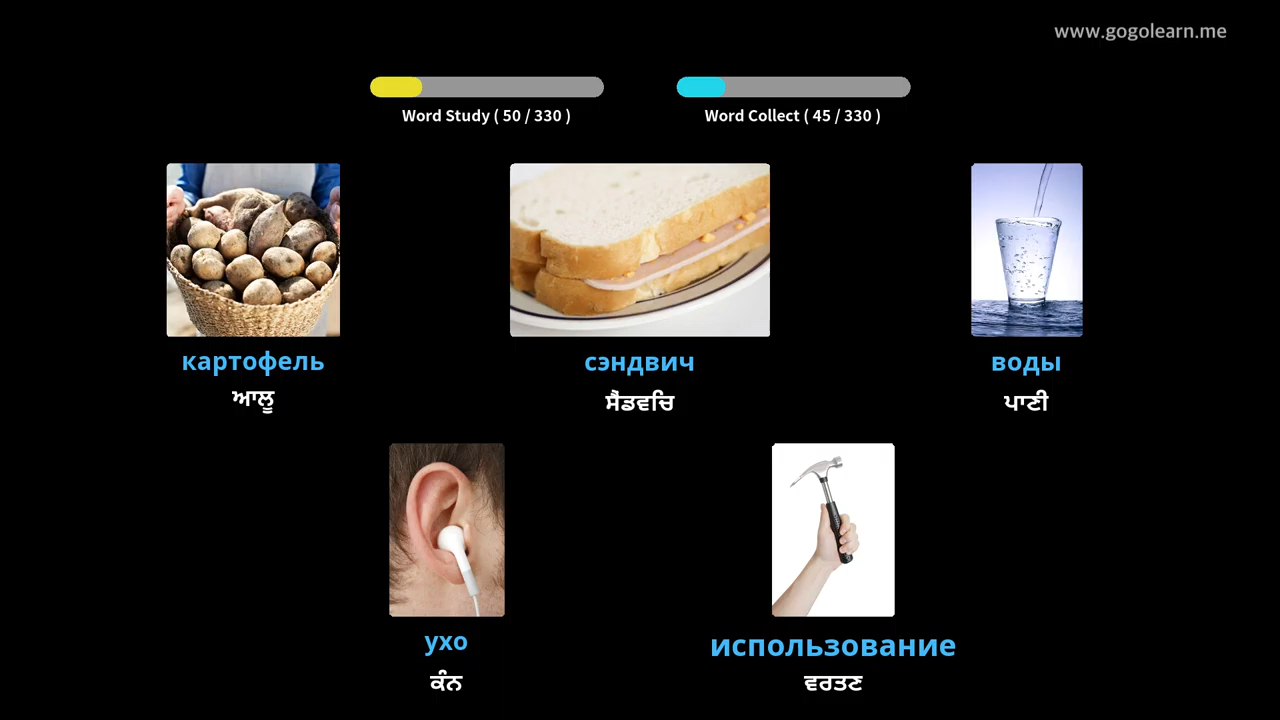 www.gogolearn.me
Word Study ( 50 / 330 )
Word Collect ( 45 / 330 )
картофель
ਆਲੂ
сэндвич
ਸੈਂਡਵਿਚ
воды
ਪਾਣੀ
ухо
ਕੰਨ
использование
ਵਰਤਣ